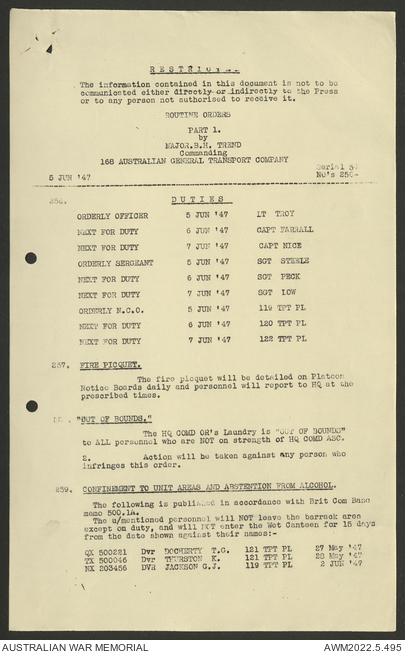 R E S T R I C
The information contained in this document is not to be
communicated either directly or indirectly to the Press
or to any person not authorised to receive it.
ROUTINE ORDERS
PART 1.
by
MAJOR.B.H. TREND
Commanding
168 AUSTRALIAN GENERAL TRANSPORT COMPANY
Serial
5 JUN '47 NO's 256-
256. D U T I E S
ORDERLY OFFICER 5 JUN '47 LT TROY
NEXT FOR DUTY 6 JUN '47 CAPT FARRALL
NEXT FOR DUTY 7 JUN '47 CAPT NICE
ORDERLY SERGEANT 5 JUN '47 SGT STEELE
NEXT FOR DUTY 6 JUN '47 SGT PECK
NEXT FOR DUTY 7 JUN '47 SGT LOW
ORDERLY N.C.O. 5 JUN '47 119 TPT PL
NEXT FOR DUTY 6 JUN '47 120 TPT PL
NEXT FOR DUTY 7 JUN '47 122 TPT PL
257. FIRE PICQUET.
The fire picquet will be detailed on Platoon
Notice Boards daily and personnel will report to HQ at the
prescribed times.
"OUT OF BOUNDS."
The HQ COMD OR's Laundry is "OUT OF BOUNDS"
to ALL personnel who are NOT on strength of HQ COMD ASC.
2. Action will be taken against any person who
infringes this order.
259. CONFINEMENT TO UNIT AREAS AND ABSTENTION FROM ALCOHOL.
The following is published in accordance with Brit Com Base
memo 500.1A.
The u/mentioned personnel will NOT leave the barrack area
except on duty, and will NOT enter the Wet Canteen for 15 days
from the date shown against their names:-
QX 500221 Dvr DOCHERTY T.G. 121 TPT PL 27 May '47
TX 500046 Dvr THURSTON K. 121 TPT PL 28 May '47
NX 203456 DVR JACKSON G.J. 119 TPT PL 2 JUN '47
AUSTRALIAN WAR MEMORIAL AWM2022.5.495